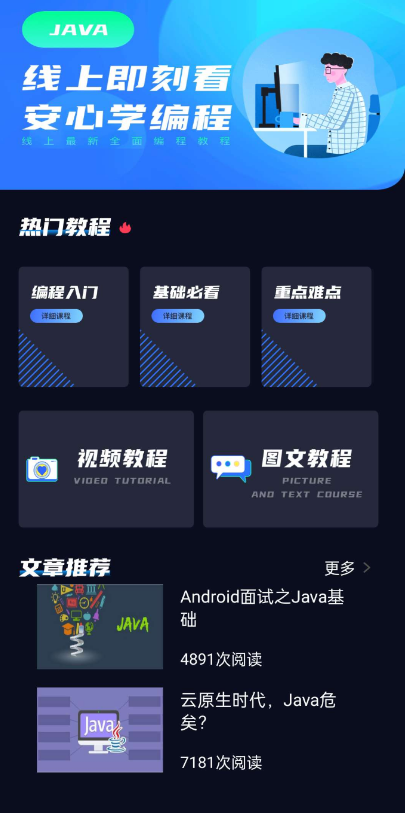 JAVA
线上即刻看
安心学编程
线上最新全面编程教程
热门教程
编程入门
详细课程
基础必看
详细课程
重点难点
详细课程
视频教程
VIDEO TUTORIAL
图文教程
PICTURE
AND TEXT COURSE
文章推荐
更多
JAVA
Android面试之Java基
础
4891次阅读
Java
云原生时代，Java危
矣？
7181次阅读